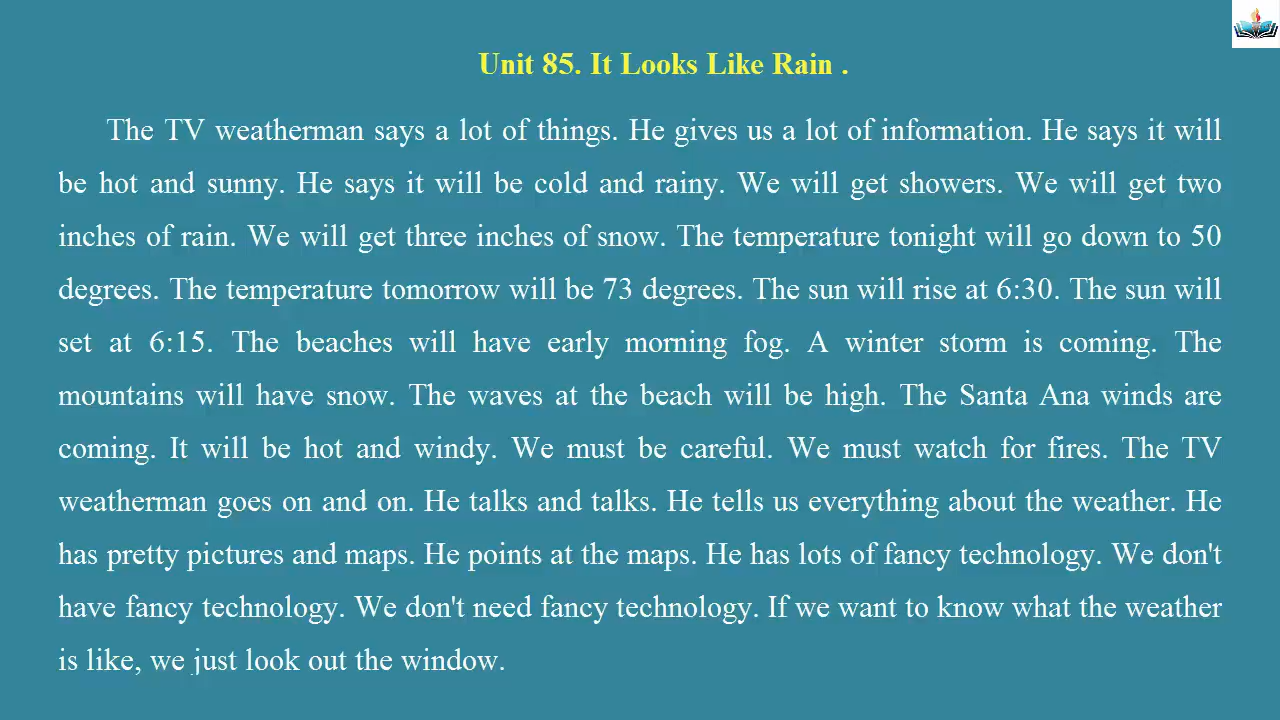 Unit 85. It Looks Like Rain .
The TV weatherman says a lot of things. He gives us a lot of information. He says it will
be hot and sunny. He says it will be cold and rainy. We will get showers. We will get two
inches of rain. We will get three inches of snow. The temperature tonight will go down to 50
degrees. The temperature tomorrow will be 73 degrees. The sun will rise at 6:30. The sun will
set at 6:15. The beaches will have early morning fog. A winter storm is coming. The
mountains will have snow. The waves at the beach will be high. The Santa Ana winds are
coming. It will be hot and windy. We must be careful. We must watch for fires. The TV
weatherman goes on and on. He talks and talks. He tells us everything about the weather. He
has pretty pictures and maps. He points at the maps. He has lots of fancy technology. We don't
have fancy technology. We don't need fancy technology. If we want to know what the weather
is like, we just look out the window.